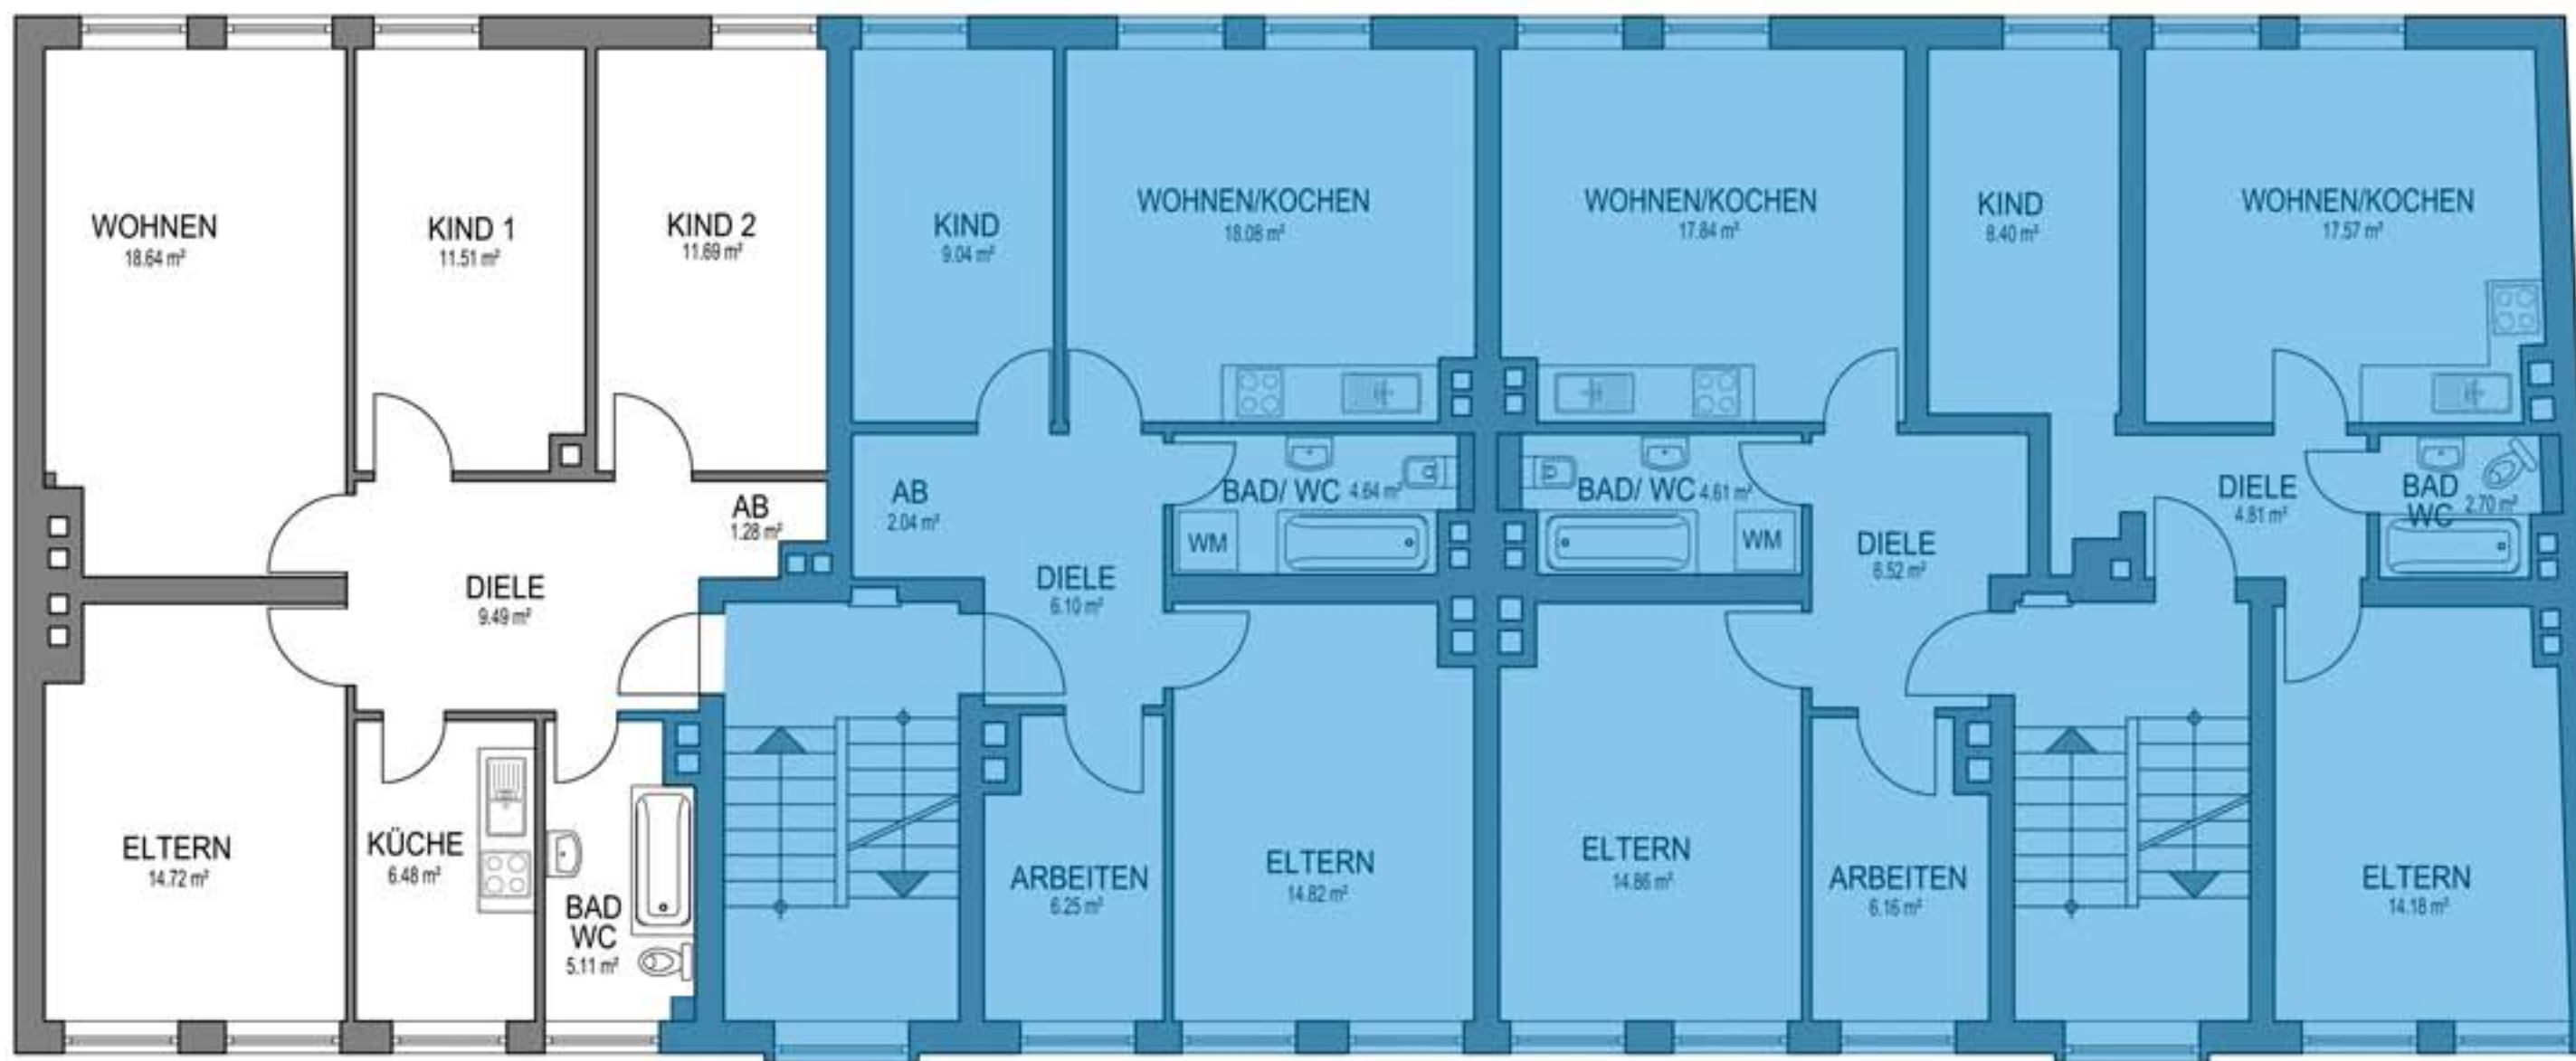 WOHNEN
18.64 m²
KIND 1
11.51 m²
KIND 2
11.69 m²
KIND
9.04 m²
WOHNEN/KOCHEN
18.08 m²
WOHNEN/KOCHEN
17.84 m²
KIND
8.40 m²
WOHNEN/KOCHEN
17.57 m²
AB
1.28 m²
AB
2.04 m²
BAD/ WC 4.64 m²
WM
BAD/ WC 4.61 m²
WM
DIELE
6.52 m²
DIELE
4.81 m²
BAD
WC 2.70 m²
DIELE
9.49 m²
DIELE
6.10 m²
ELTERN
14.72 m²
KÜCHE
6.48 m²
BAD
WC
5.11 m²
ARBEITEN
6.25 m²
ELTERN
14.82 m²
ELTERN
14.86 m²
ARBEITEN
6.16 m²
ELTERN
14.18 m²